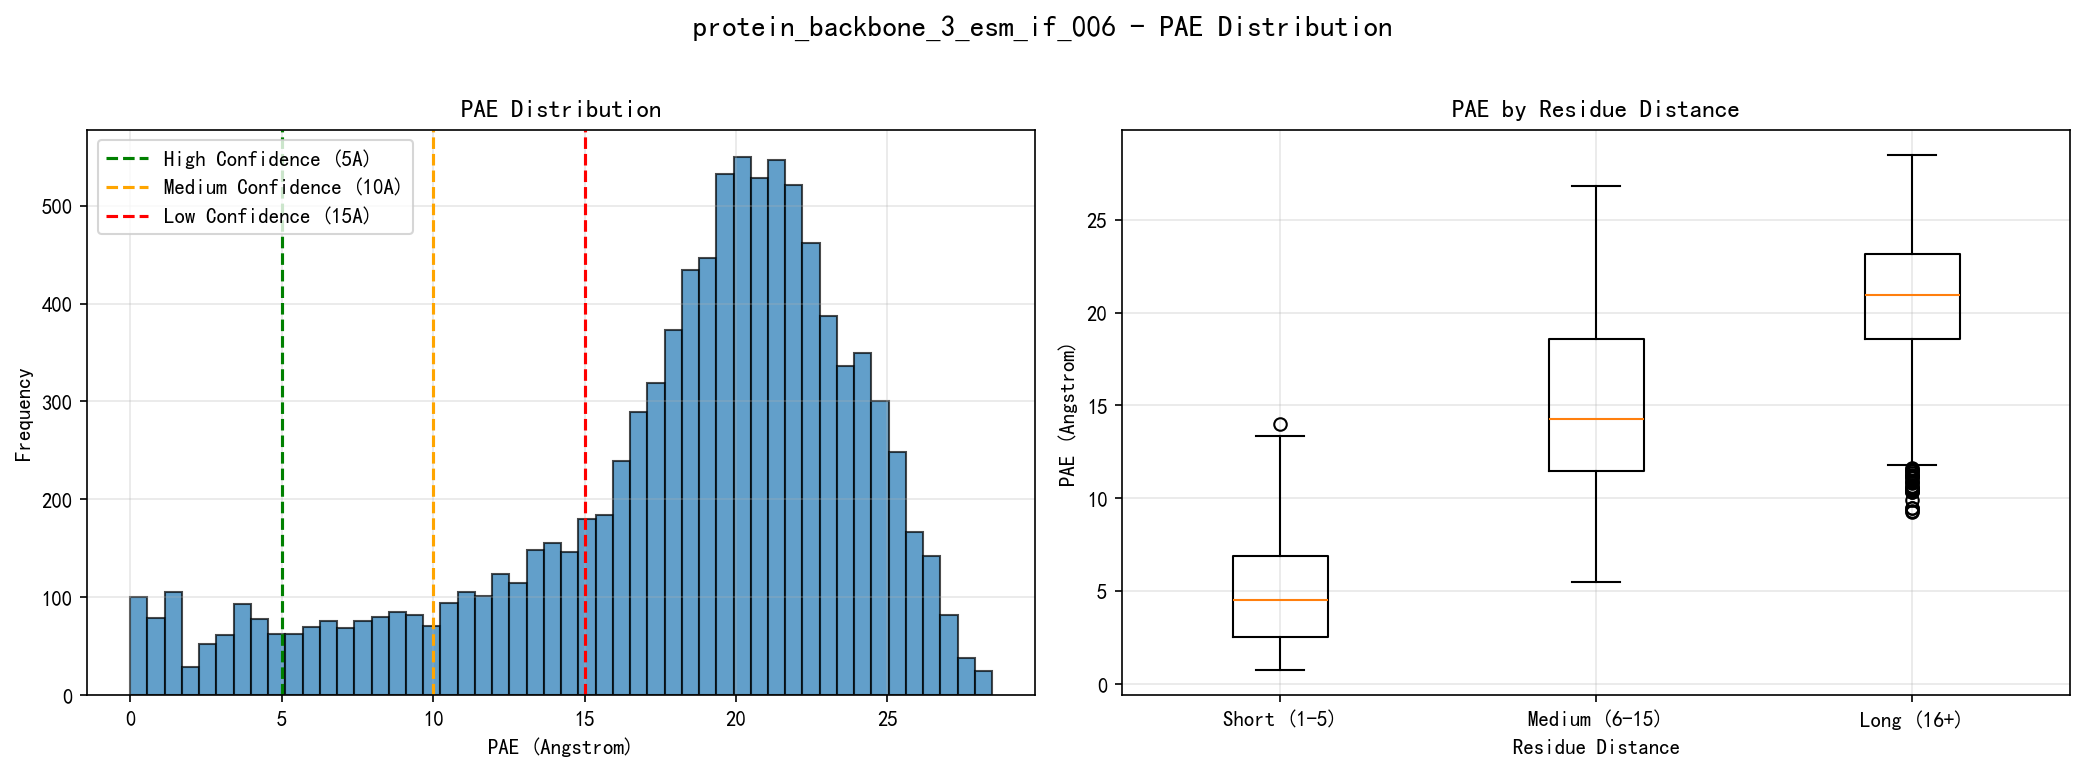 protein_backbone_3_esm_if_006 - PAE Distribution
PAE Distribution
High Confidence (5A)
Medium Confidence (10A)
Low Confidence (15A)
Frequency
500
400
300
200
100
0
0 5 10 15 20 25
PAE (Angstrom)
PAE by Residue Distance
PAE (Angstrom)
25
20
15
10
5
0
Short (1-5) Medium (6-15) Long (16+)
Residue Distance